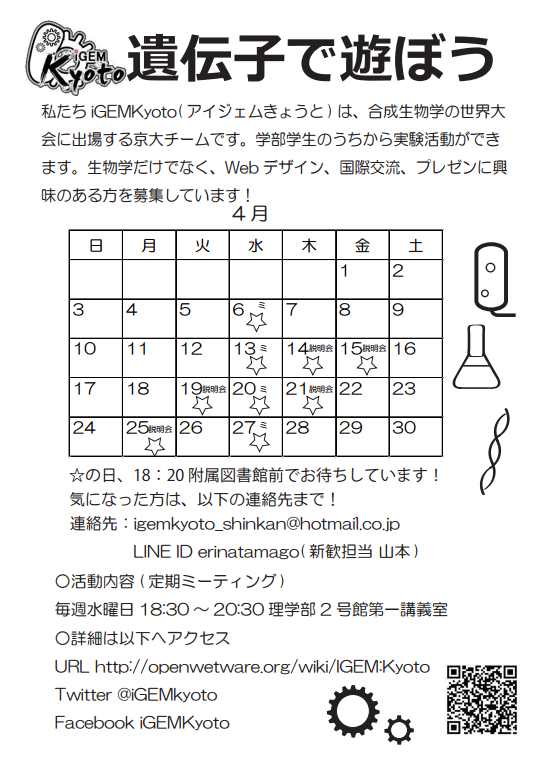 iGEM
Kyoto
遺伝子で遊ぼう
私たち iGEMKyoto( アイジェムきょうと ) は、合成生物学の世界大
会に出場する京大チームです。学部学生のうちから実験活動ができ
ます。生物学だけでなく、Web デザイン、国際交流、プレゼンに興
味のある方を募集しています！
4 月
日 月 火 水 木 金 土
1 2
3 4 5 6 ミ 7 8 9
10 11 12 13 ミ 14 説明会 15 説明会 16
17 18 19 説明会 20 ミ 21 説明会 22 23
24 25 説明会 26 27 ミ 28 29 30
☆の日、18：20 附属図書館前でお待ちしています！
気になった方は、以下の連絡先まで！
連絡先：igemkyoto_shinkan@hotmail.co.jp
LINE ID erinatamago( 新歓担当 山本 )
〇活動内容 ( 定期ミーティング )
毎週水曜日 18:30 ～ 20:30 理学部 2 号館第一講義室
〇詳細は以下へアクセス
URL http://openwetware.org/wiki/IGEM:Kyoto
Twitter @iGEMkyoto
Facebook iGEMKyoto